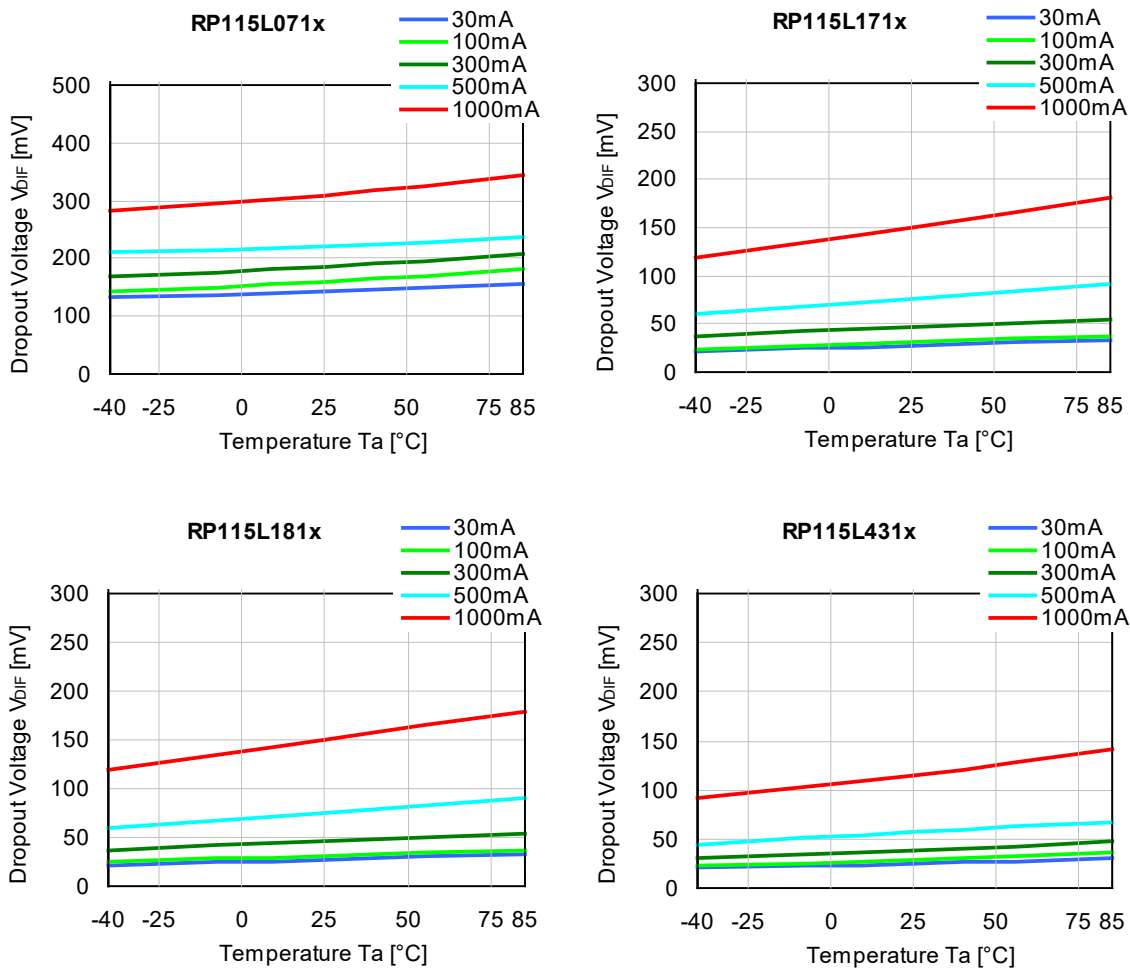 RP115L071x
30mA
100mA
300mA
500mA
1000mA
Dropout Voltage VDIF [mV]
500
400
300
200
100
0
-40 -25 0 25 50 75 85
Temperature Ta [°C]
RP115L171x
30mA
100mA
300mA
500mA
1000mA
Dropout Voltage VDIF [mV]
300
250
200
150
100
50
0
-40 -25 0 25 50 75 85
Temperature Ta [°C]
RP115L181x
30mA
100mA
300mA
500mA
1000mA
Dropout Voltage VDIF [mV]
300
250
200
150
100
50
0
-40 -25 0 25 50 75 85
Temperature Ta [°C]
RP115L431x
30mA
100mA
300mA
500mA
1000mA
Dropout Voltage VDIF [mV]
300
250
200
150
100
50
0
-40 -25 0 25 50 75 85
Temperature Ta [°C]